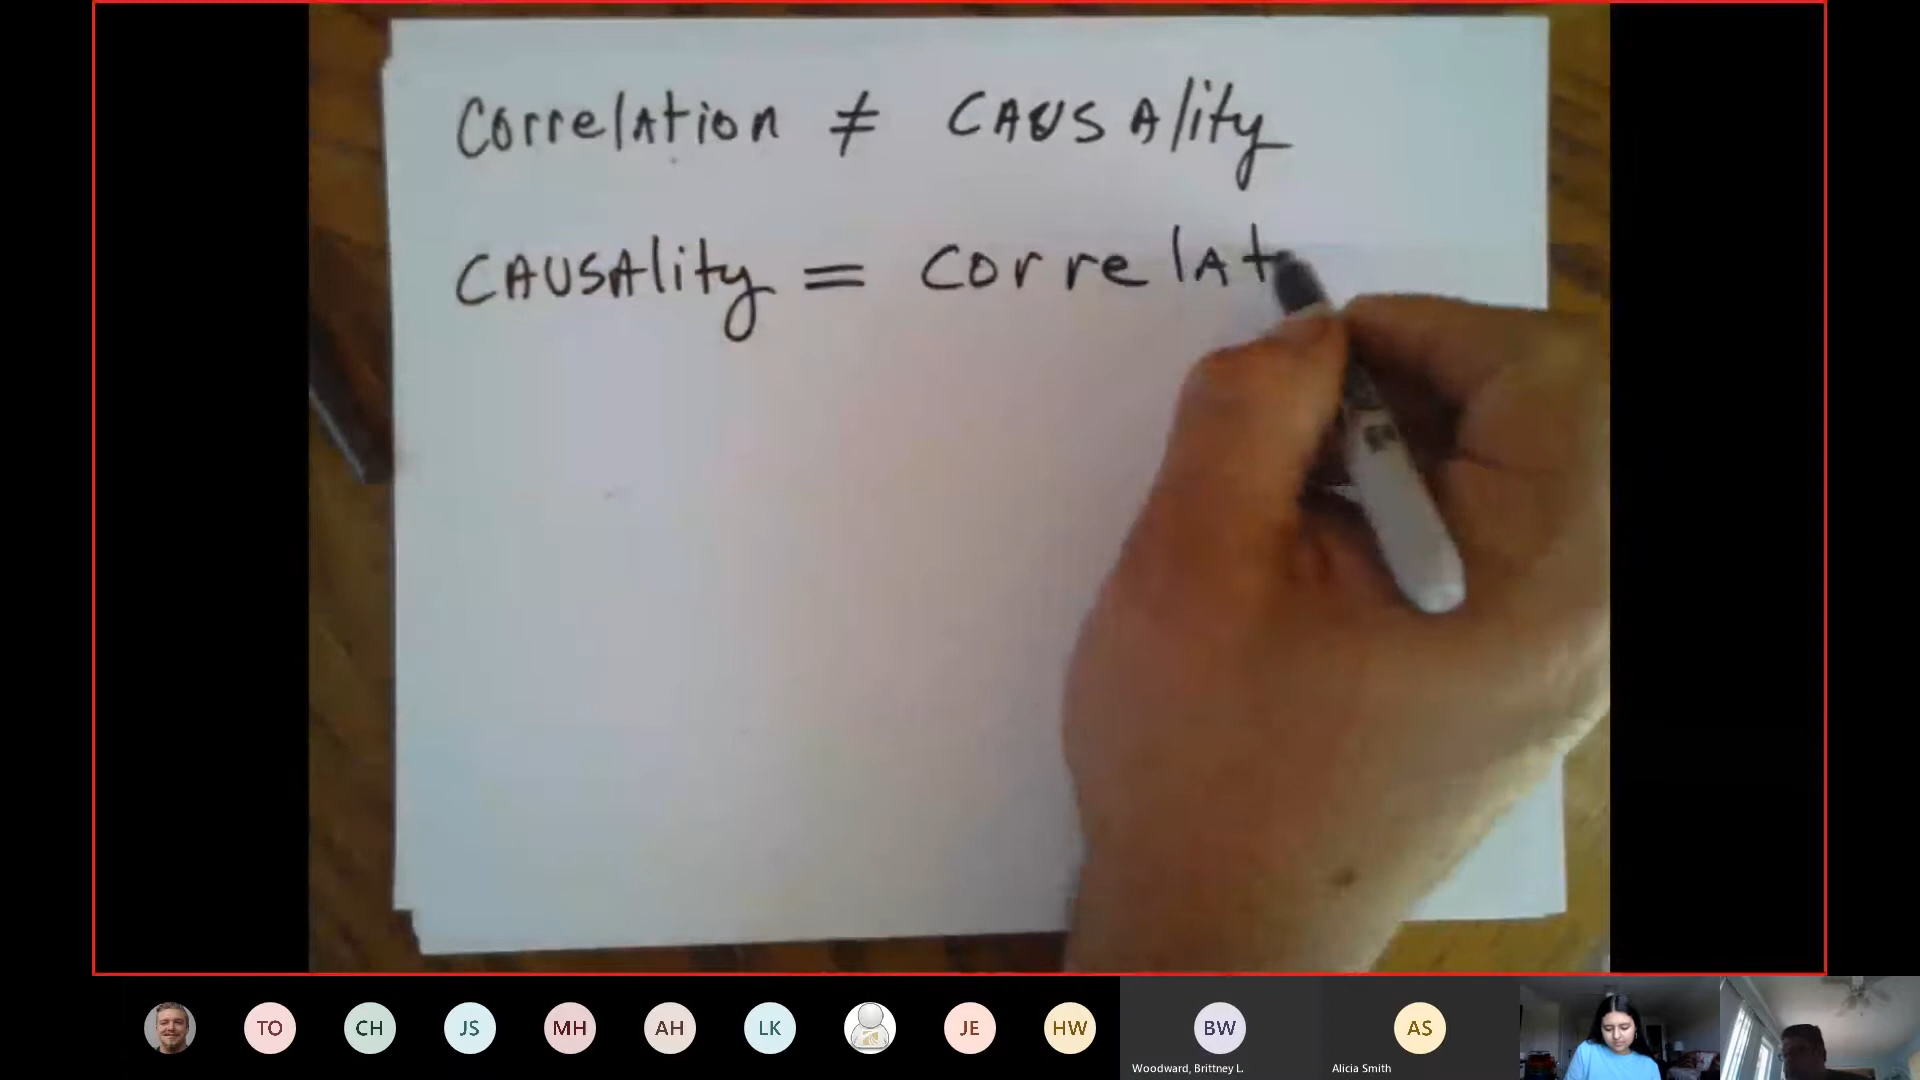 Correlation ≠ CAUSAlity
CAUSAlity = CorrelAt
TO
CH
JS
MH
AH
LK
JE
HW
BW
AS
Woodward, Brittney L.
Alicia Smith